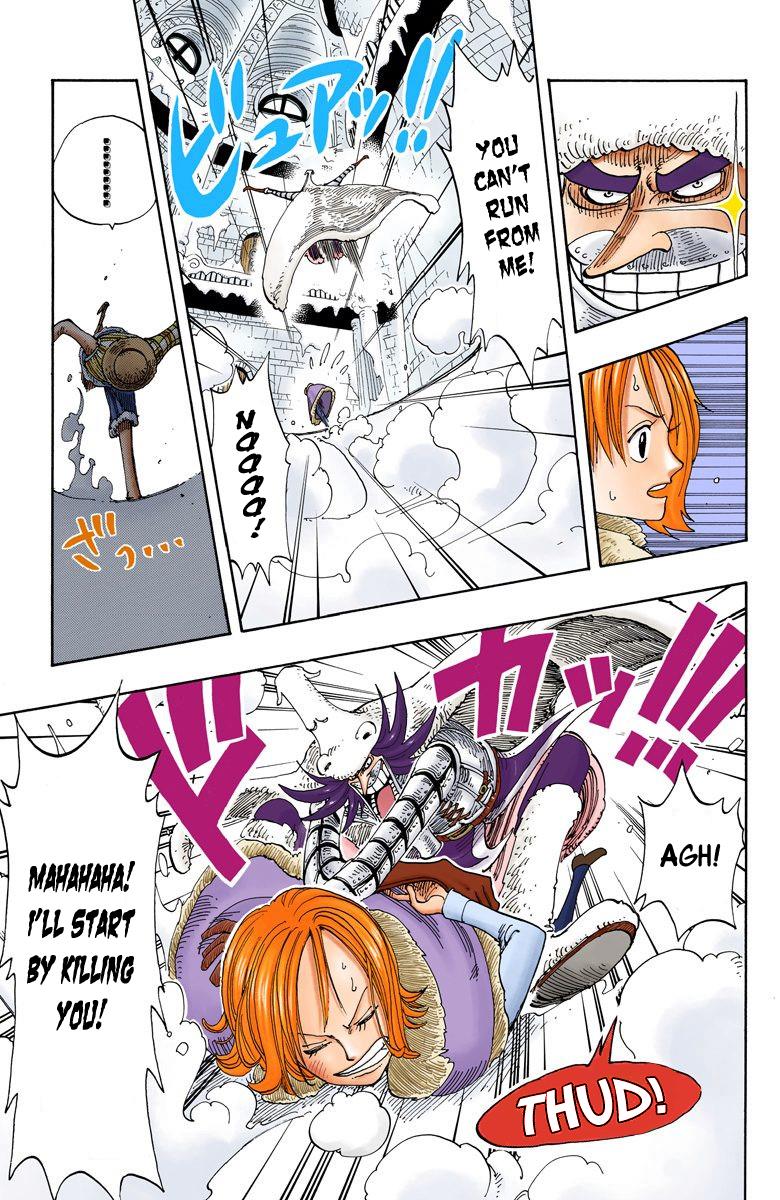 YOU
CAN'T
RUN
FROM
ME!
ビュアッ!!
NOOOO!
.........
ざっ...
ドドカッ!!!
AGH!
MAHAHAHA!
I'LL START
BY KILLING
YOU!
THUD!